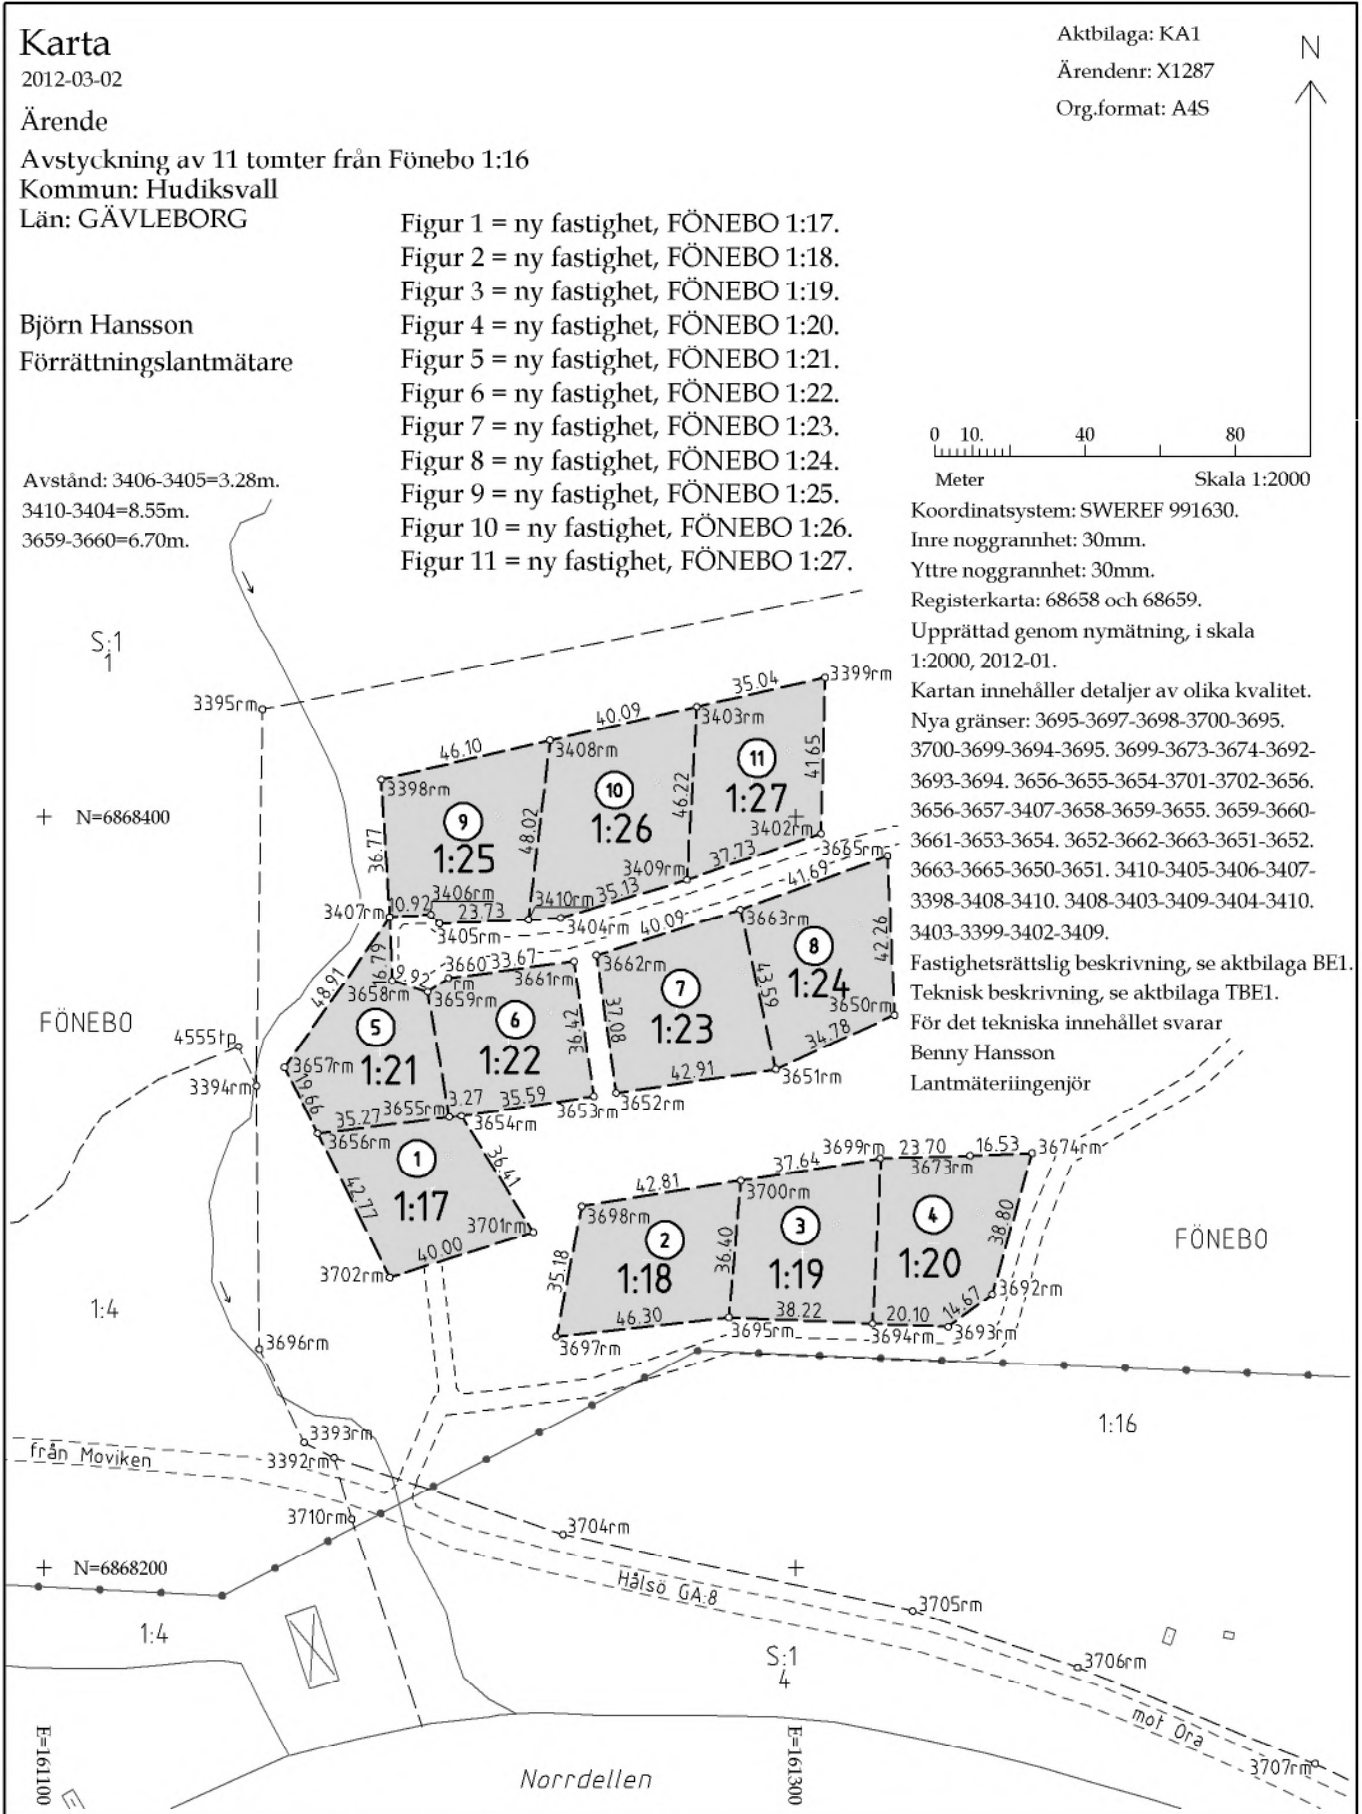 Karta
2012-03-02
Ärende
Avstyckning av 11 tomter från Fönebo 1:16
Kommun: Hudiksvall
Län: GÄVLEBORG
Björn Hansson
Förrättningslantmätare
Aktbilaga: KA1
Ärendenr: X1287
Org.format: A4S
N
Figur 1 = ny fastighet, FÖNEBO 1:17.
Figur 2 = ny fastighet, FÖNEBO 1:18.
Figur 3 = ny fastighet, FÖNEBO 1:19.
Figur 4 = ny fastighet, FÖNEBO 1:20.
Figur 5 = ny fastighet, FÖNEBO 1:21.
Figur 6 = ny fastighet, FÖNEBO 1:22.
Figur 7 = ny fastighet, FÖNEBO 1:23.
Figur 8 = ny fastighet, FÖNEBO 1:24.
Figur 9 = ny fastighet, FÖNEBO 1:25.
Figur 10 = ny fastighet, FÖNEBO 1:26.
Figur 11 = ny fastighet, FÖNEBO 1:27.
0 10. 40 80
Meter Skala 1:2000
Avstånd: 3406-3405=3.28m.
3410-3404=8.55m.
3659-3660=6.70m.
Koordinatsystem: SWEREF 991630.
Inre noggrannhet: 30mm.
Yttre noggrannhet: 30mm.
Registerkarta: 68658 och 68659.
Upprättad genom nymätning, i skala
1:2000, 2012-01.
Kartan innehåller detaljer av olika kvalitet.
Nya gränser: 3695-3697-3698-3700-3695.
3700-3699-3694-3695. 3699-3673-3674-3692-
3693-3694. 3656-3655-3654-3701-3702-3656.
3656-3657-3407-3658-3659-3655. 3659-3660-
3661-3653-3654. 3652-3662-3663-3651-3652.
3663-3665-3650-3651. 3410-3405-3406-3407-
3398-3408-3410. 3408-3403-3409-3404-3410.
3403-3399-3402-3409.
Fastighetsrättslig beskrivning, se aktbilaga BE1.
Teknisk beskrivning, se aktbilaga TBE1.
För det tekniska innehållet svarar
Benny Hansson
Lantmäteriingenjör
S:1
1
3395rm
35.04
3399rm
40.09
3403rm
46.10
3408rm
3398rm
11
1:27
41.65
10
1:26
46.22
9
1:25
48.02
36.77
N=6868400
3402rm
3665rm
37.73
3409rm
35.13
41.69
3406rm
3410rm
3407rm
10.92
23.73
3405rm
3404rm
40.09
3663rm
16.79
9.92
3660
rm
33.67
3661rm
3662rm
8
1:24
42.26
48.91
3658rm
3659rm
7
1:23
43.59
3650rm
FÖNEBO
4555tp
5
1:21
6
1:22
36.42
37.08
34.78
3657rm
3394rm
19.66
42.91
3651rm
35.27
3655rm
3.27
35.59
3653rm
3652rm
3656rm
3654rm
1
1:17
36.41
42.77
3701rm
40.00
3702rm
3699rm
23.70
16.53
3674rm
3673rm
37.64
42.81
3700rm
3698rm
2
1:18
3
1:19
4
1:20
36.40
35.18
38.80
FÖNEBO
46.30
38.22
20.10
14.67
3692rm
3697rm
3695rm
3694rm
3693rm
1:4
3696rm
1:16
3393rm
från Moviken
3392rm
3710rm
3704rm
N=6868200
Hålsö GA:8
3705rm
1:4
S:1
4
3706rm
mot Ora
3707rm
E=161100
E=161300
Norrdellen